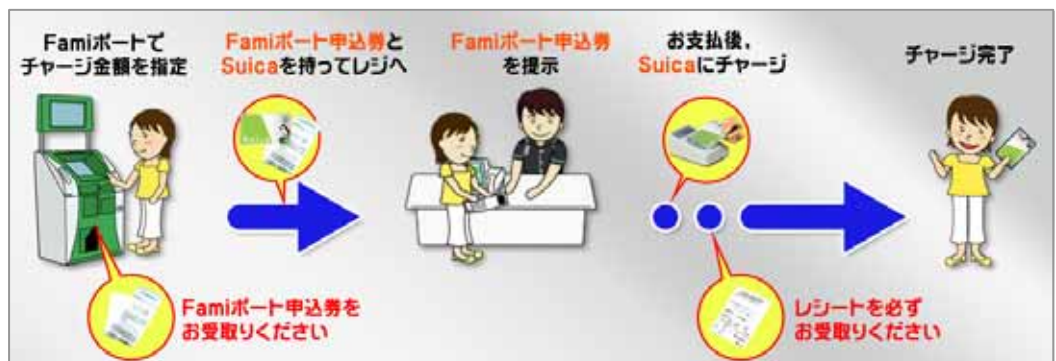 Famiポートで
チャージ金額を指定
Famiポート申込券と
Suicaを持ってレジへ
Famiポート申込券
を提示
お支払後、
Suicaにチャージ
チャージ完了
Famiポート申込券を
お受取りください
レシートを必ず
お受取りください